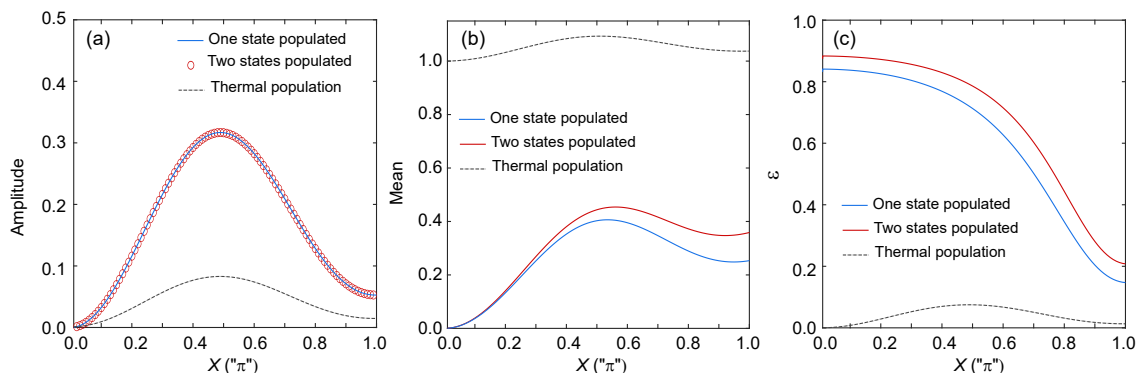 (a)
One state populated
Two states populated
Thermal population
Amplitude
0.5
0.4
0.3
0.2
0.1
0.0
0.0 0.2 0.4 0.6 0.8 1.0
X ("π")
(b)
One state populated
Two states populated
Thermal population
Mean
1.0
0.8
0.6
0.4
0.2
0.0
0.0 0.2 0.4 0.6 0.8 1.0
X ("π")
(c)
One state populated
Two states populated
Thermal population
ε
1.0
0.8
0.6
0.4
0.2
0.0
0.0 0.2 0.4 0.6 0.8 1.0
X ("π")